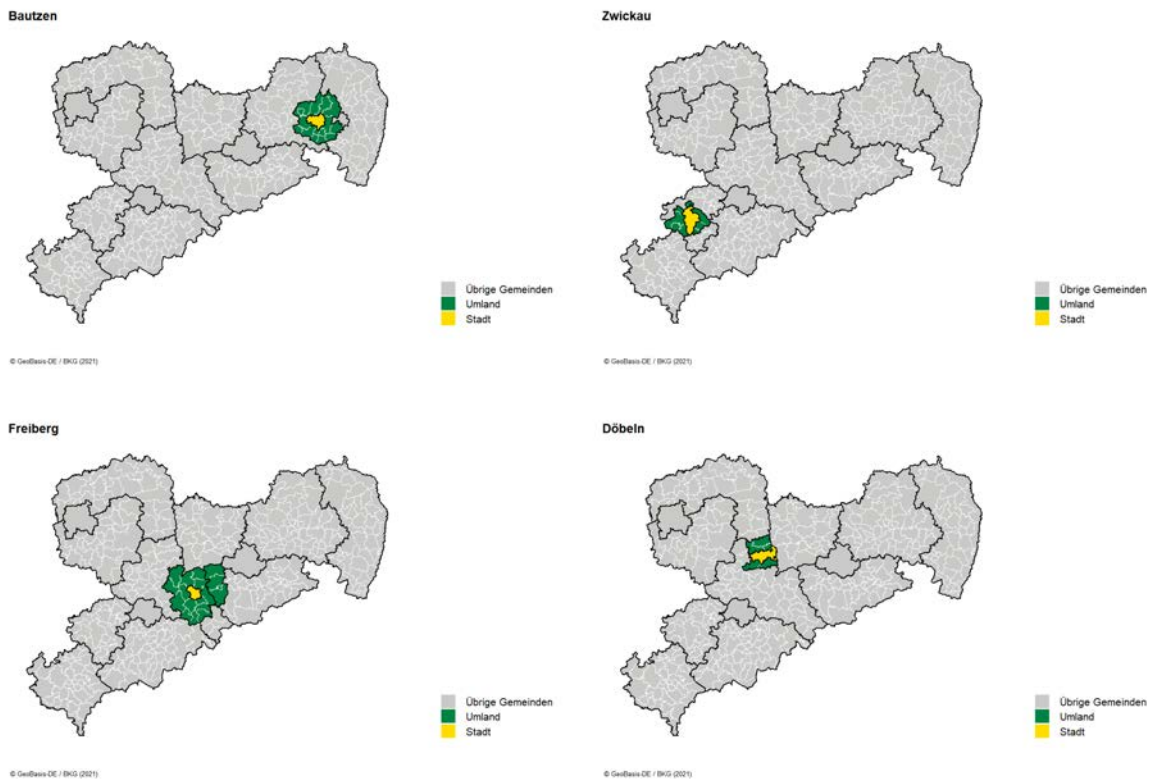 Bautzen
Übrige Gemeinden
Umland
Stadt
© GeoBasis-DE / BKG (2021)
Zwickau
Übrige Gemeinden
Umland
Stadt
© GeoBasis-DE / BKG (2021)
Freiberg
Übrige Gemeinden
Umland
Stadt
© GeoBasis-DE / BKG (2021)
Döbeln
Übrige Gemeinden
Umland
Stadt
© GeoBasis-DE / BKG (2021)